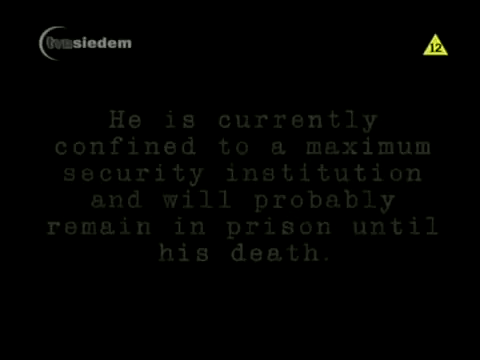 tvnsiedem
12
He is currently
confined to a maximum
security institution
and will probably
remain in prison until
his death.